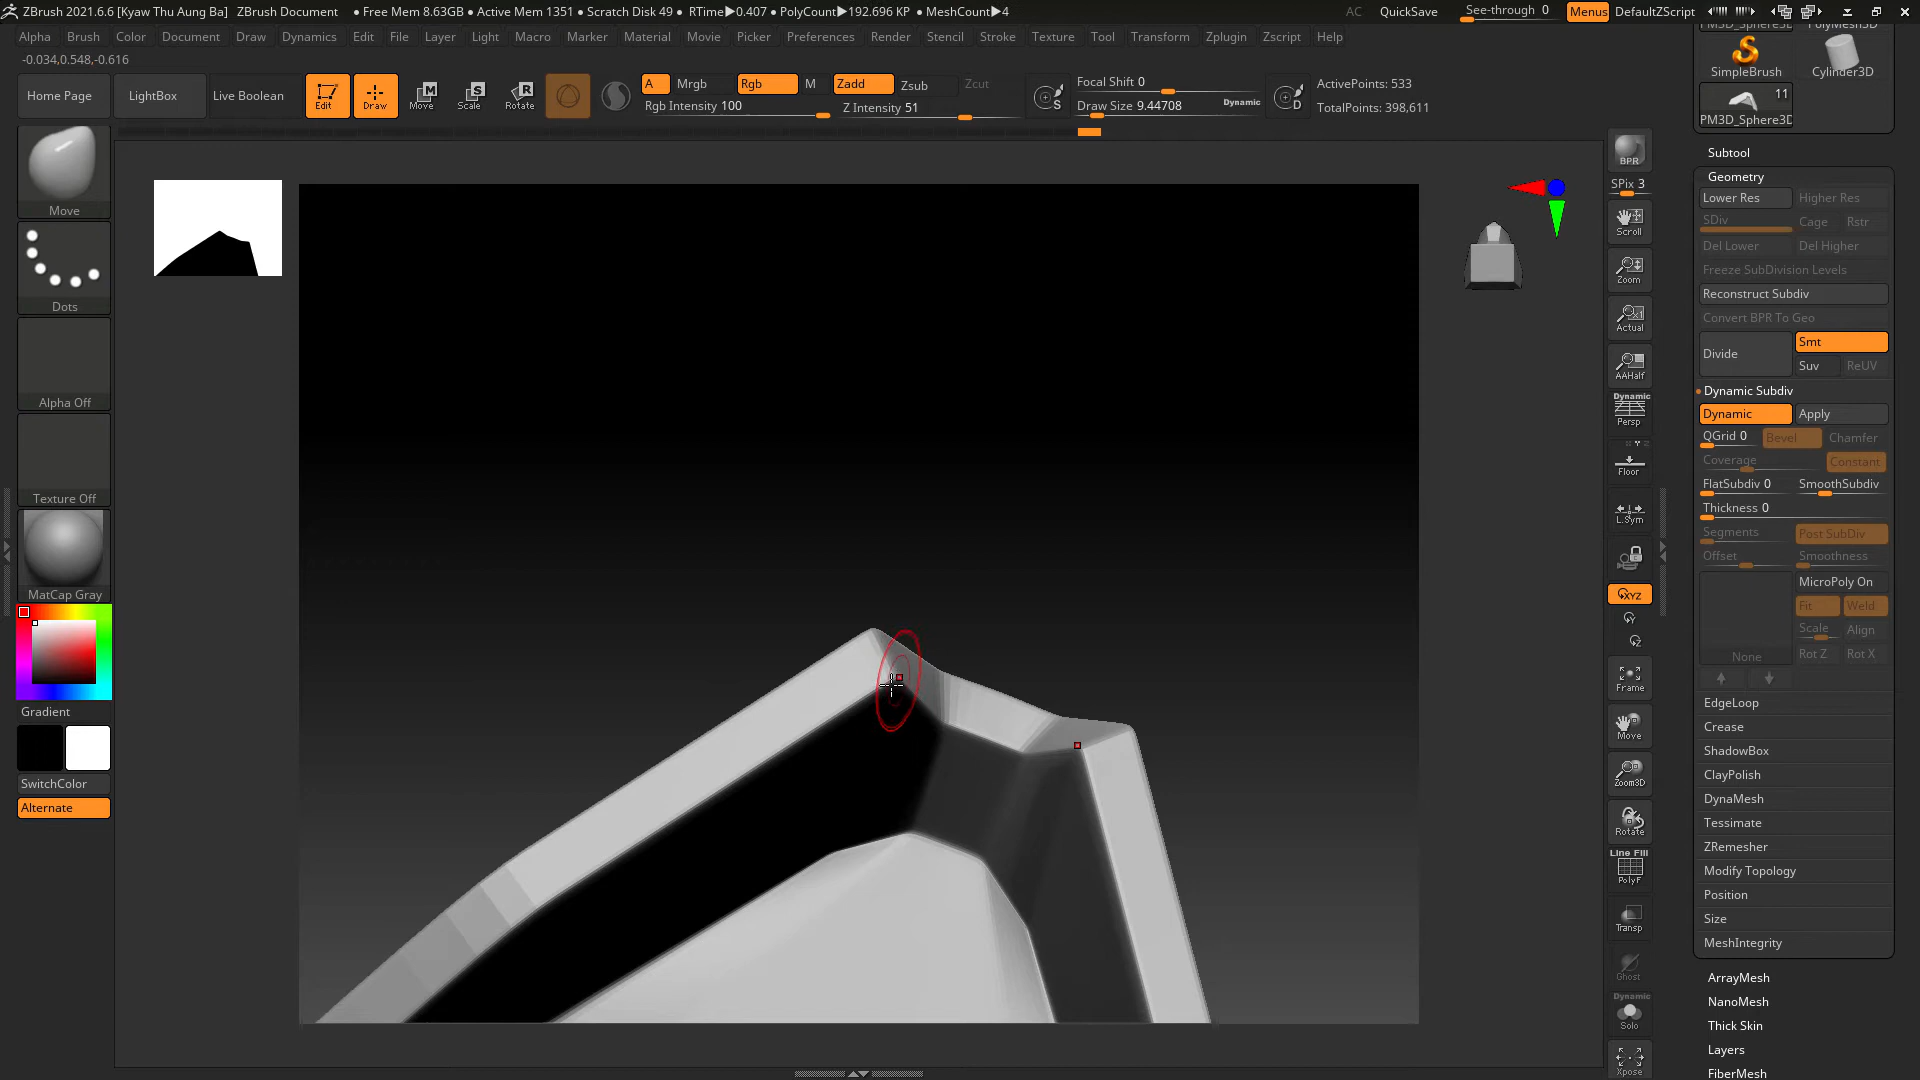 ZBrush 2021.6.6 [Kyaw Thu Aung Ba] ZBrush Document • Free Mem 8.63GB • Active Mem 1351 • Scratch Disk 49 • RTime▶0.407 • PolyCount▶192.696 KP • MeshCount▶4 AC QuickSave See-through 0 Menus DefaultZScript
Alpha Brush Color Document Draw Dynamics Edit File Layer Light Macro Marker Material Movie Picker Preferences Render Stencil Stroke Texture Tool Transform Zplugin Zscript Help
-0.034,0.548,-0.616
Home Page LightBox Live Boolean Edit Draw Move Scale Rotate
A Mrgb Rgb M Zadd Zsub Zcut
Rgb Intensity 100 Z Intensity 51
Focal Shift 0
Draw Size 9.44708 Dynamic
ActivePoints: 533
TotalPoints: 398,611
Move
Dots
Alpha Off
Texture Off
MatCap Gray
Gradient
SwitchColor
Alternate
BPR
SPix 3
Scroll
Zoom
Actual
AAHalf
Dynamic
Persp
Floor
L.Sym
XYZ
Frame
Move
Zoom3D
Rotate
Line Fill
PolyF
Transp
Ghost
Dynamic
Solo
Xpose
SimpleBrush Cylinder3D
11
PM3D_Sphere3D
Subtool
Geometry
Lower Res Higher Res
SDiv Cage Rstr
Del Lower Del Higher
Freeze SubDivision Levels
Reconstruct Subdiv
Convert BPR To Geo
Divide Smt
Suv ReUV
Dynamic Subdiv
Dynamic Apply
QGrid 0 Bevel Chamfer
Coverage Constant
FlatSubdiv 0 SmoothSubdiv
Thickness 0
Segments Post SubDiv
Offset Smoothness
MicroPoly On
Fit Weld
Scale Align
None Rot Z Rot X
EdgeLoop
Crease
ShadowBox
ClayPolish
DynaMesh
Tessimate
ZRemesher
Modify Topology
Position
Size
MeshIntegrity
ArrayMesh
NanoMesh
Thick Skin
Layers
FiberMesh